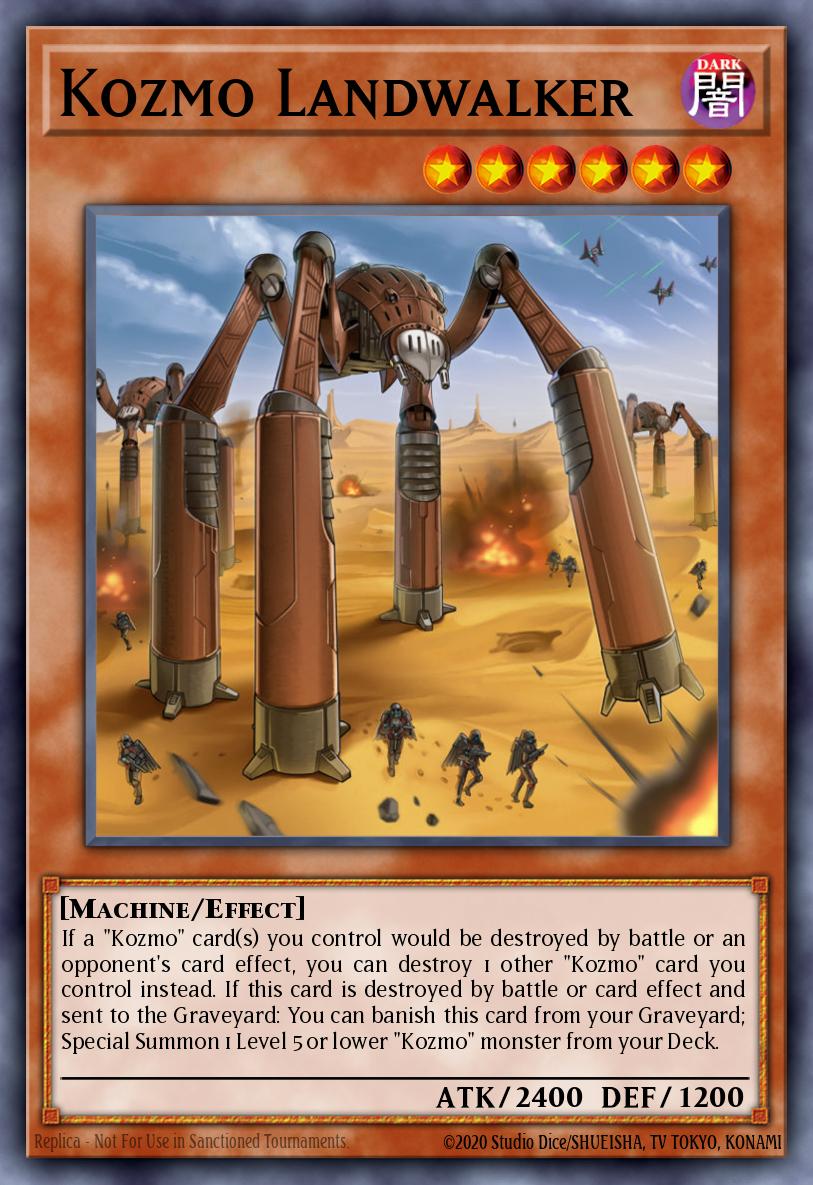 Kozmo Landwalker
DARK
闇
[Machine/Effect]
If a "Kozmo" card(s) you control would be destroyed by battle or an
opponent's card effect, you can destroy 1 other "Kozmo" card you
control instead. If this card is destroyed by battle or card effect and
sent to the Graveyard: You can banish this card from your Graveyard;
Special Summon 1 Level 5 or lower "Kozmo" monster from your Deck.
ATK/2400 DEF/1200
Replica - Not For Use in Sanctioned Tournaments.
©2020 Studio Dice/SHUEISHA, TV TOKYO, KONAMI